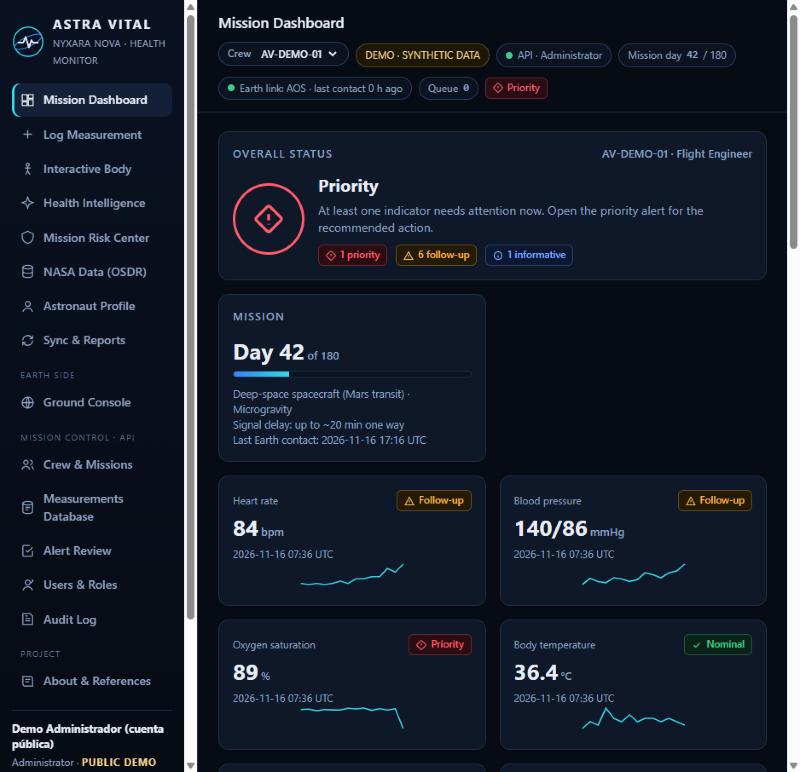 ASTRA VITAL
NYXARA NOVA · HEALTH
MONITOR
Mission Dashboard
Log Measurement
Interactive Body
Health Intelligence
Mission Risk Center
NASA Data (OSDR)
Astronaut Profile
Sync & Reports
EARTH SIDE
Ground Console
MISSION CONTROL · API
Crew & Missions
Measurements
Database
Alert Review
Users & Roles
Audit Log
PROJECT
About & References
Demo Administrador (cuenta
pública)
Administrator · PUBLIC DEMO
Mission Dashboard
Crew AV-DEMO-01
DEMO · SYNTHETIC DATA
API · Administrator
Mission day 42 / 180
Earth link: AOS · last contact 0 h ago
Queue 0
Priority
OVERALL STATUS
AV-DEMO-01 · Flight Engineer
Priority
At least one indicator needs attention now. Open the priority alert for the
recommended action.
1 priority
6 follow-up
1 informative
MISSION
Day 42 of 180
Deep-space spacecraft (Mars transit) ·
Microgravity
Signal delay: up to ~20 min one way
Last Earth contact: 2026-11-16 17:16 UTC
Heart rate
Follow-up
84 bpm
2026-11-16 07:36 UTC
Blood pressure
Follow-up
140/86 mmHg
2026-11-16 07:36 UTC
Oxygen saturation
Priority
89 %
2026-11-16 07:36 UTC
Body temperature
Nominal
36.4 °C
2026-11-16 07:36 UTC